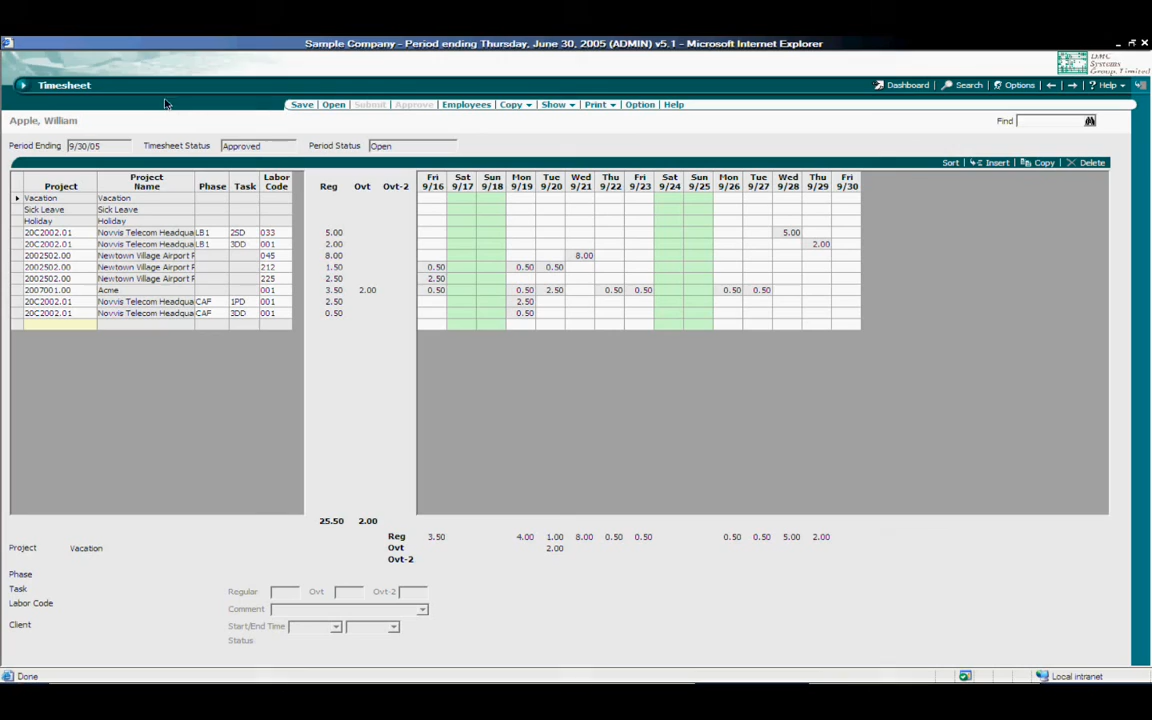 Sample Company - Period ending Thursday, June 30, 2005 (ADMIN) v5.1 - Microsoft Internet Explorer
DMC
Systems
Group, Limited
Timesheet
Dashboard Search Options Help
Save Open Submit Approve Employees Copy Show Print Option Help
Apple, William
Find
Period Ending 9/30/05 Timesheet Status Approved Period Status Open
Sort Insert Copy Delete
Project Project Name Phase Task Labor Code Reg Ovt Ovt-2 Fri 9/16 Sat 9/17 Sun 9/18 Mon 9/19 Tue 9/20 Wed 9/21 Thu 9/22 Fri 9/23 Sat 9/24 Sun 9/25 Mon 9/26 Tue 9/27 Wed 9/28 Thu 9/29 Fri 9/30
Vacation Vacation
Sick Leave Sick Leave
Holiday Holiday
20C2002.01 Novvis Telecom Headqua LB1 2SD 033 5.00 5.00
20C2002.01 Novvis Telecom Headqua LB1 3DD 001 2.00 2.00
2002502.00 Newtown Village Airport F 045 8.00 8.00
2002502.00 Newtown Village Airport F 212 1.50 0.50 0.50 0.50
2002502.00 Newtown Village Airport F 225 2.50 2.50
2007001.00 Acme 001 3.50 2.00 0.50 0.50 2.50 0.50 0.50 0.50 0.50
20C2002.01 Novvis Telecom Headqua CAF 1PD 001 2.50 2.50
20C2002.01 Novvis Telecom Headqua CAF 3DD 001 0.50 0.50
25.50 2.00
Reg 3.50 4.00 1.00 8.00 0.50 0.50 0.50 0.50 5.00 2.00
Project Vacation Ovt 2.00
Ovt-2
Phase
Task
Regular Ovt Ovt-2
Labor Code
Comment
Client
Start/End Time
Status
Done Local intranet